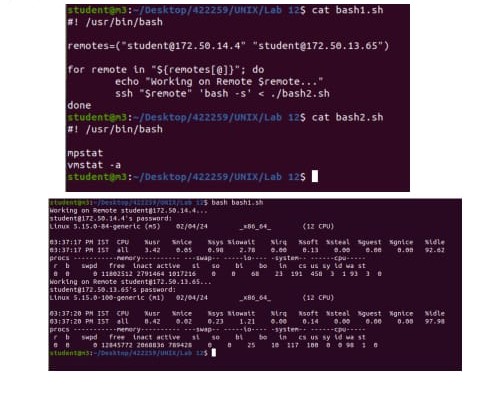 student@m3:~/Desktop/422259/UNIX/Lab 12$ cat bash1.sh
#! /usr/bin/bash
remotes=("student@172.50.14.4" "student@172.50.13.65")
for remote in "${remotes[@]}"; do
echo "Working on Remote $remote..."
ssh "$remote" 'bash -s' < ./bash2.sh
done
student@m3:~/Desktop/422259/UNIX/Lab 12$ cat bash2.sh
#! /usr/bin/bash
mpstat
vmstat -a
student@m3:~/Desktop/422259/UNIX/Lab 12$
student@m3:~/Desktop/422259/UNIX/Lab 12$ bash bash1.sh
Working on Remote student@172.50.14.4...
student@172.50.14.4's password:
Linux 5.15.0-84-generic (m5) 02/04/24 _x86_64_ (12 CPU)
03:37:17 PM IST CPU %usr %nice %sys %iowait %irq %soft %steal %guest %gnice %idle
03:37:17 PM IST all 3.42 0.05 0.98 2.78 0.00 0.13 0.00 0.00 0.00 92.62
procs -----------memory---------- ---swap-- -----io---- -system-- ------cpu-----
r b swpd free inact active si so bi bo in cs us sy id wa st
0 0 0 11802512 2791464 1017216 0 0 68 23 191 458 3 1 93 3 0
Working on Remote student@172.50.13.65...
student@172.50.13.65's password:
Linux 5.15.0-100-generic (m1) 02/04/24 _x86_64_ (12 CPU)
03:37:20 PM IST CPU %usr %nice %sys %iowait %irq %soft %steal %guest %gnice %idle
03:37:20 PM IST all 0.42 0.02 0.23 1.21 0.00 0.14 0.00 0.00 0.00 97.98
procs -----------memory---------- ---swap-- -----io---- -system-- ------cpu-----
r b swpd free inact active si so bi bo in cs us sy id wa st
0 0 0 12845772 2068836 789428 0 0 25 10 117 100 0 0 98 1 0
student@m3:~/Desktop/422259/UNIX/Lab 12$